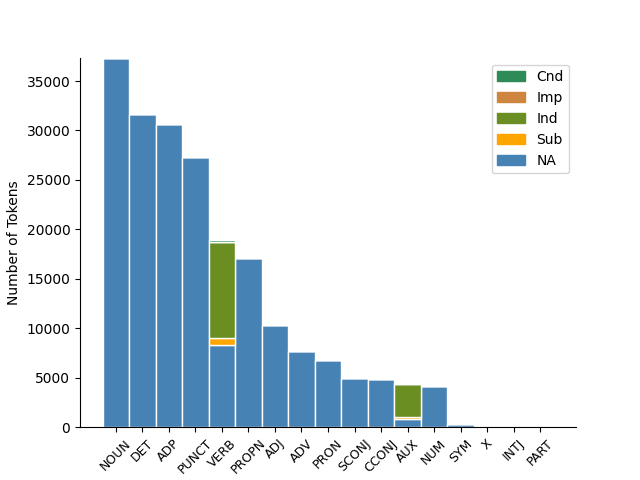 Cnd
Imp
Ind
Sub
NA
Number of Tokens
35000
30000
25000
20000
15000
10000
5000
0
NOUN
DET
ADP
PUNCT
VERB
PROPN
ADJ
ADV
PRON
SCONJ
CCONJ
AUX
NUM
SYM
X
INTJ
PART